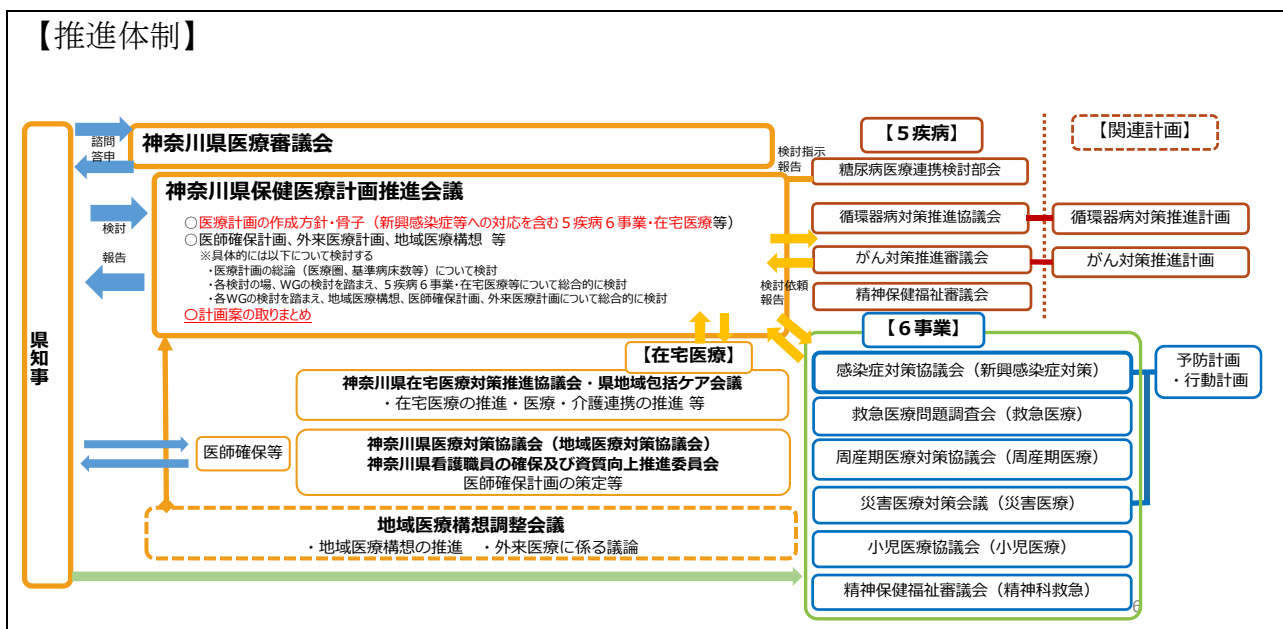 【推進体制】
県知事
諮問
答申
神奈川県医療審議会
検討
報告
神奈川県保健医療計画推進会議
○医療計画の作成方針・骨子（新興感染症等への対応を含む５疾病６事業・在宅医療等）
○医師確保計画、外来医療計画、地域医療構想 等
※具体的には以下について検討する
・医療計画の総論（医療圏、基準病床数等）について検討
・各検討の場、WGの検討を踏まえ、５疾病６事業・在宅医療等について総合的に検討
・各WGの検討を踏まえ、地域医療構想、医師確保計画、外来医療計画について総合的に検討
○計画案の取りまとめ
検討指示
報告
検討依頼
報告
【５疾病】
糖尿病医療連携検討部会
循環器病対策推進協議会
がん対策推進審議会
精神保健福祉審議会
【関連計画】
循環器病対策推進計画
がん対策推進計画
【在宅医療】
神奈川県在宅医療対策推進協議会・県地域包括ケア会議
・在宅医療の推進・医療・介護連携の推進 等
医師確保等
神奈川県医療対策協議会（地域医療対策協議会）
神奈川県看護職員の確保及び資質向上推進委員会
医師確保計画の策定等
地域医療構想調整会議
・地域医療構想の推進　・外来医療に係る議論
【６事業】
感染症対策協議会（新興感染症対策）
救急医療問題調査会（救急医療）
周産期医療対策協議会（周産期医療）
災害医療対策会議（災害医療）
小児医療協議会（小児医療）
精神保健福祉審議会（精神科救急）
予防計画
・行動計画
6